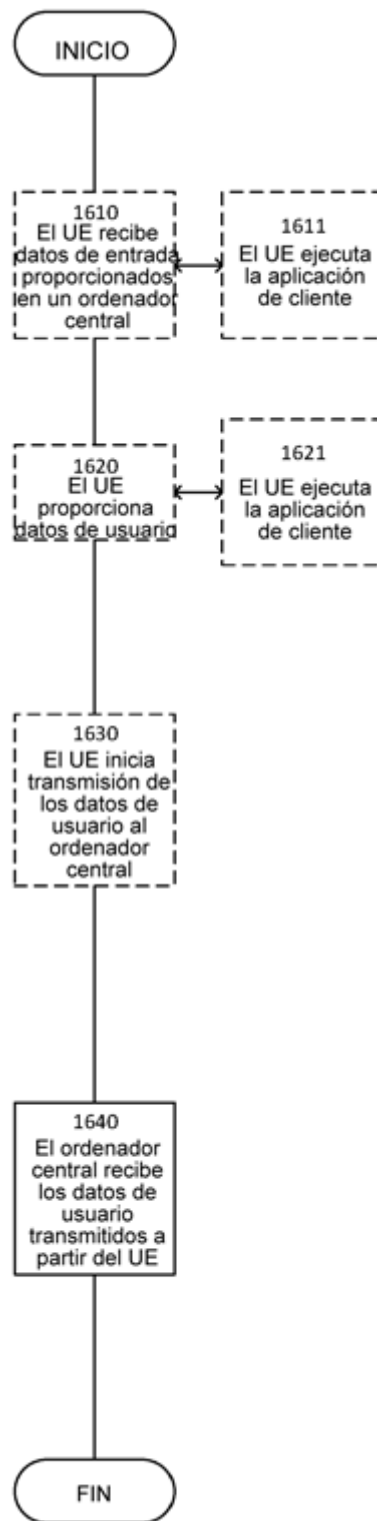 INICIO
1610
El UE recibe
datos de entrada
proporcionados
en un ordenador
central
1611
El UE ejecuta
la aplicación
de cliente
1620
El UE
proporciona
datos de usuario
1621
El UE ejecuta
la aplicación
de cliente
1630
El UE inicia
transmisión de
los datos de
usuario al
ordenador
central
1640
El ordenador
central recibe
los datos de
usuario
transmitidos a
partir del UE
FIN